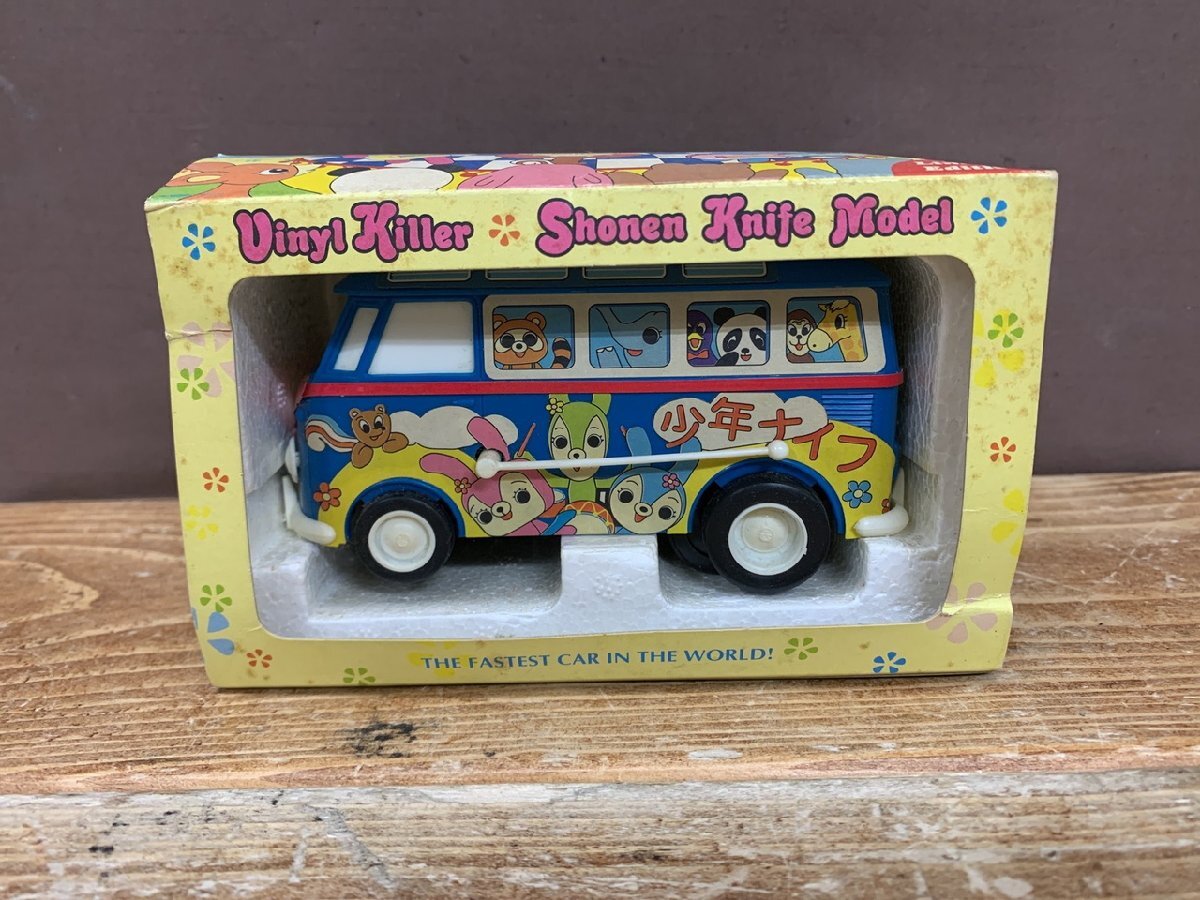 Vinyl Killer Shonen Knife Model
少年ナイフ
THE FASTEST CAR IN THE WORLD!